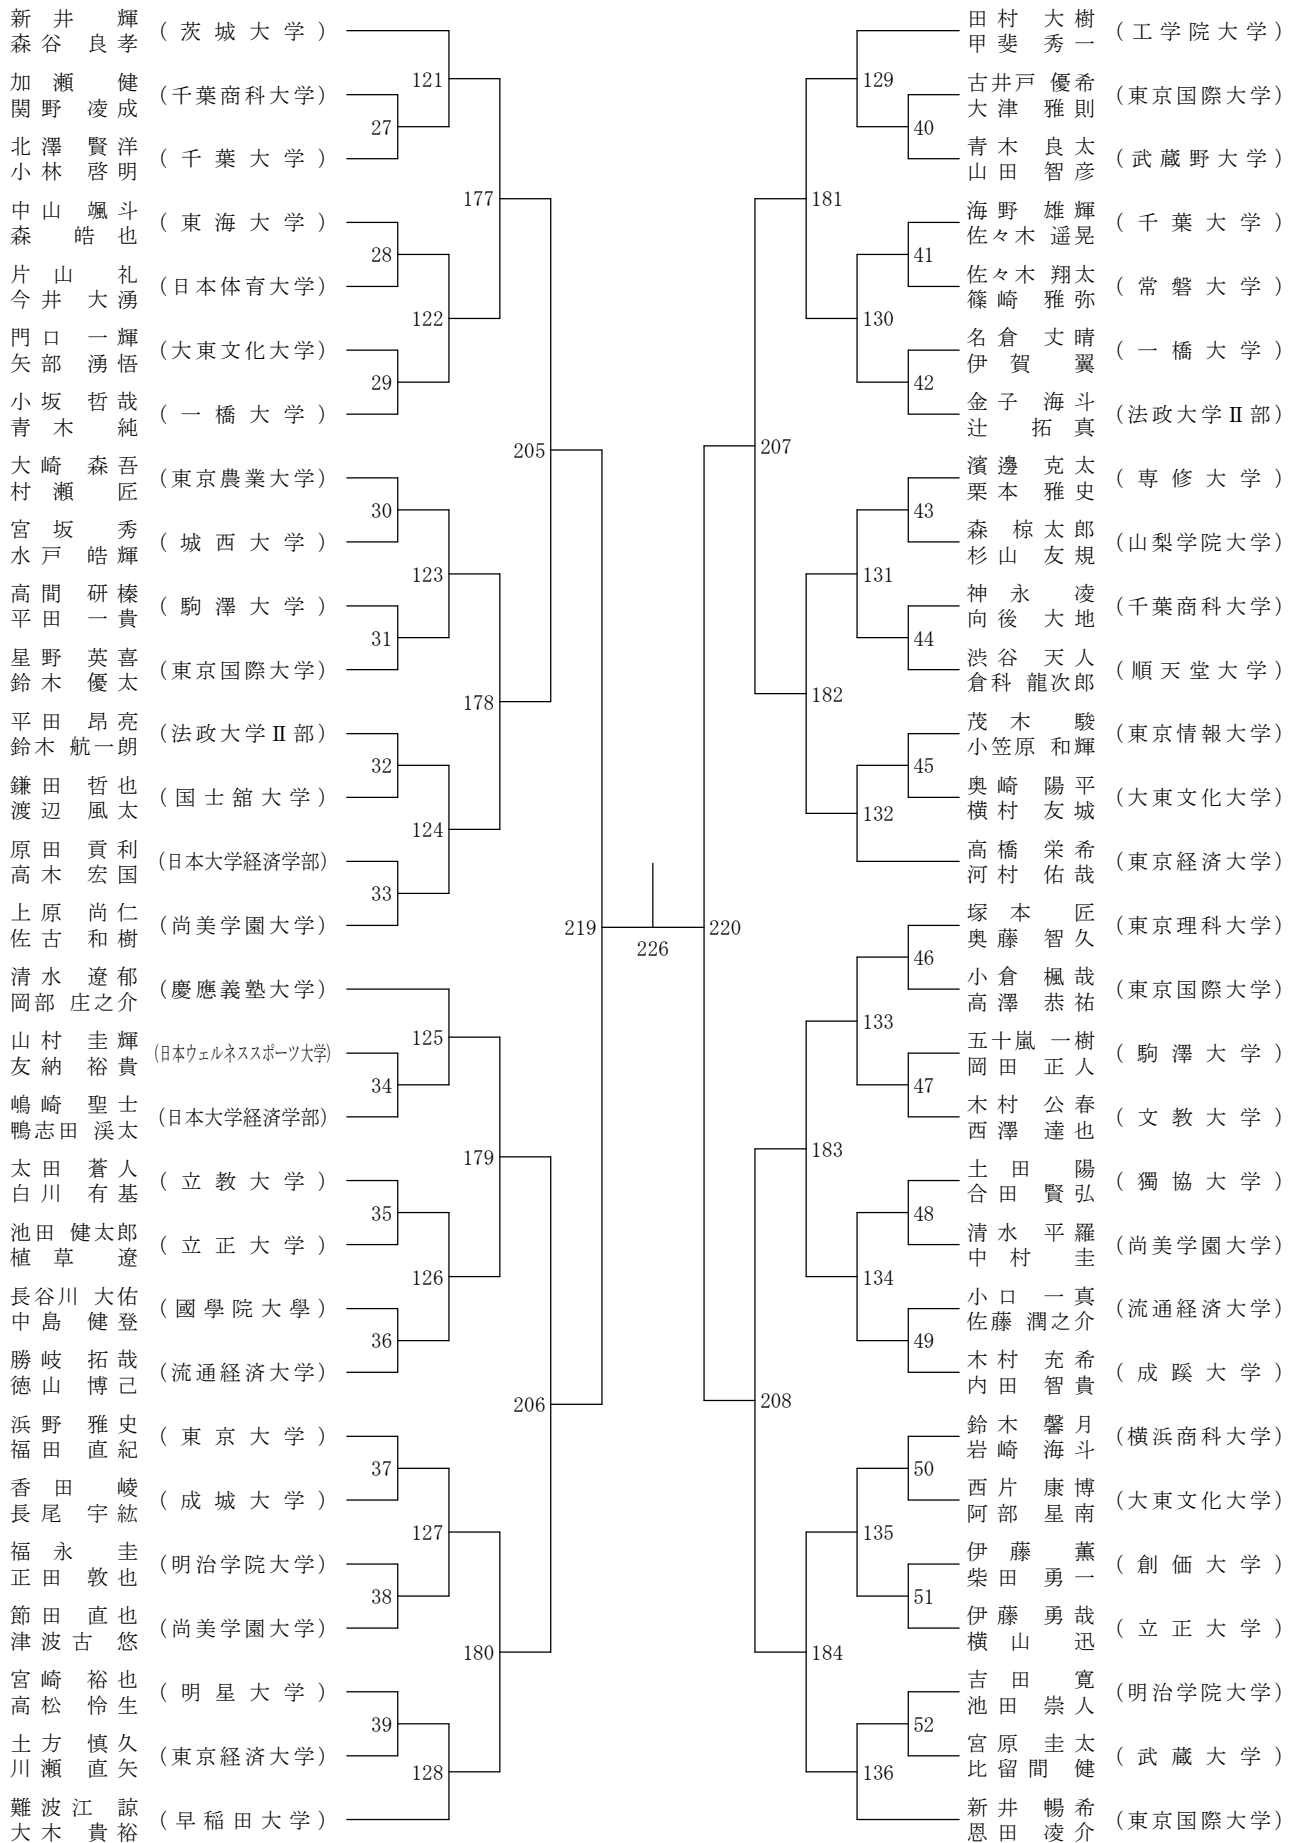 新井 輝
森谷 良孝
(茨城大学)
121
加瀬 健
関野 凌成
(千葉商科大学)
27
北澤 賢洋
小林 啓明
(千葉大学)
177
中山 颯斗
森 皓也
(東海大学)
28
片山 礼
今井 大湧
(日本体育大学)
122
門口 一輝
矢部 湧悟
(大東文化大学)
29
小坂 哲哉
青木 純
(一橋大学)
205
大崎 森吾
村瀬 匠
(東京農業大学)
30
宮坂 秀
水戸 皓輝
(城西大学)
123
高間 研榛
平田 一貴
(駒澤大学)
31
星野 英喜
鈴木 優太
(東京国際大学)
178
平田 昂亮
鈴木 航一朗
(法政大学Ⅱ部)
32
鎌田 哲也
渡辺 風太
(国士舘大学)
124
原田 貢利
高木 宏国
(日本大学経済学部)
33
上原 尚仁
佐古 和樹
(尚美学園大学)
219
226
220
清水 遼郁
岡部 庄之介
(慶應義塾大学)
125
山村 圭輝
友納 裕貴
(日本ウェルネススポーツ大学)
34
嶋崎 聖士
鴨志田 渓太
(日本大学経済学部)
179
太田 蒼人
白川 有基
(立教大学)
35
池田 健太郎
植草 遼
(立正大学)
126
長谷川 大佑
中島 健登
(國學院大學)
36
勝岐 拓哉
徳山 博己
(流通経済大学)
206
浜野 雅史
福田 直紀
(東京大学)
37
香田 崚
長尾 宇紘
(成城大学)
127
福永 圭
正田 敦也
(明治学院大学)
38
節田 直也
津波古 悠
(尚美学園大学)
180
宮崎 裕也
高松 怜生
(明星大学)
39
土方 慎久
川瀬 直矢
(東京経済大学)
128
難波江 諒
大木 貴裕
(早稲田大学)
田村 大樹
甲斐 秀一
(工学院大学)
129
古井戸 優希
大津 雅則
(東京国際大学)
40
青木 良太
山田 智彦
(武蔵野大学)
181
海野 雄輝
佐々木 遥晃
(千葉大学)
41
佐々木 翔太
篠崎 雅弥
(常磐大学)
130
名倉 丈晴
伊賀 翼
(一橋大学)
42
金子 海斗
辻 拓真
(法政大学Ⅱ部)
207
濱邊 克太
栗本 雅史
(専修大学)
43
森 椋太郎
杉山 友規
(山梨学院大学)
131
神永 凌
向後 大地
(千葉商科大学)
44
渋谷 天人
倉科 龍次郎
(順天堂大学)
182
茂木 駿
小笠原 和輝
(東京情報大学)
45
奥崎 陽平
横村 友城
(大東文化大学)
132
高橋 栄希
河村 佑哉
(東京経済大学)
塚本 匠
奥藤 智久
(東京理科大学)
46
小倉 楓哉
高澤 恭祐
(東京国際大学)
133
五十嵐 一樹
岡田 正人
(駒澤大学)
47
木村 公春
西澤 達也
(文教大学)
183
土田 陽
合田 賢弘
(獨協大学)
48
清水 平羅
中村 圭
(尚美学園大学)
134
小口 一真
佐藤 潤之介
(流通経済大学)
49
木村 充希
内田 智貴
(成蹊大学)
208
鈴木 馨月
岩崎 海斗
(横浜商科大学)
50
西片 康博
阿部 星南
(大東文化大学)
135
伊藤 薫
柴田 勇一
(創価大学)
51
伊藤 勇哉
横山 迅
(立正大学)
184
吉田 寛
池田 崇人
(明治学院大学)
52
宮原 圭太
比留間 健
(武蔵大学)
136
新井 暢希
恩田 凌介
(東京国際大学)